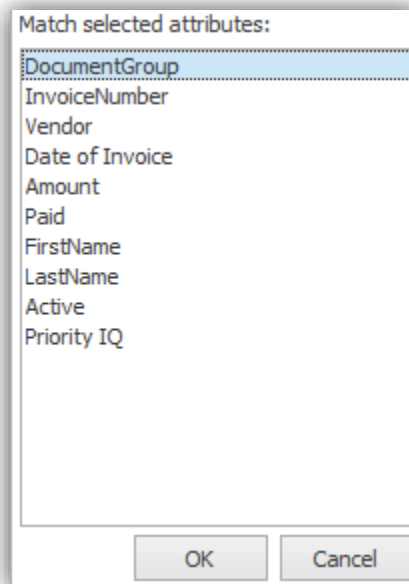 Match selected attributes:
DocumentGroup
InvoiceNumber
Vendor
Date of Invoice
Amount
Paid
FirstName
LastName
Active
Priority IQ
OK Cancel